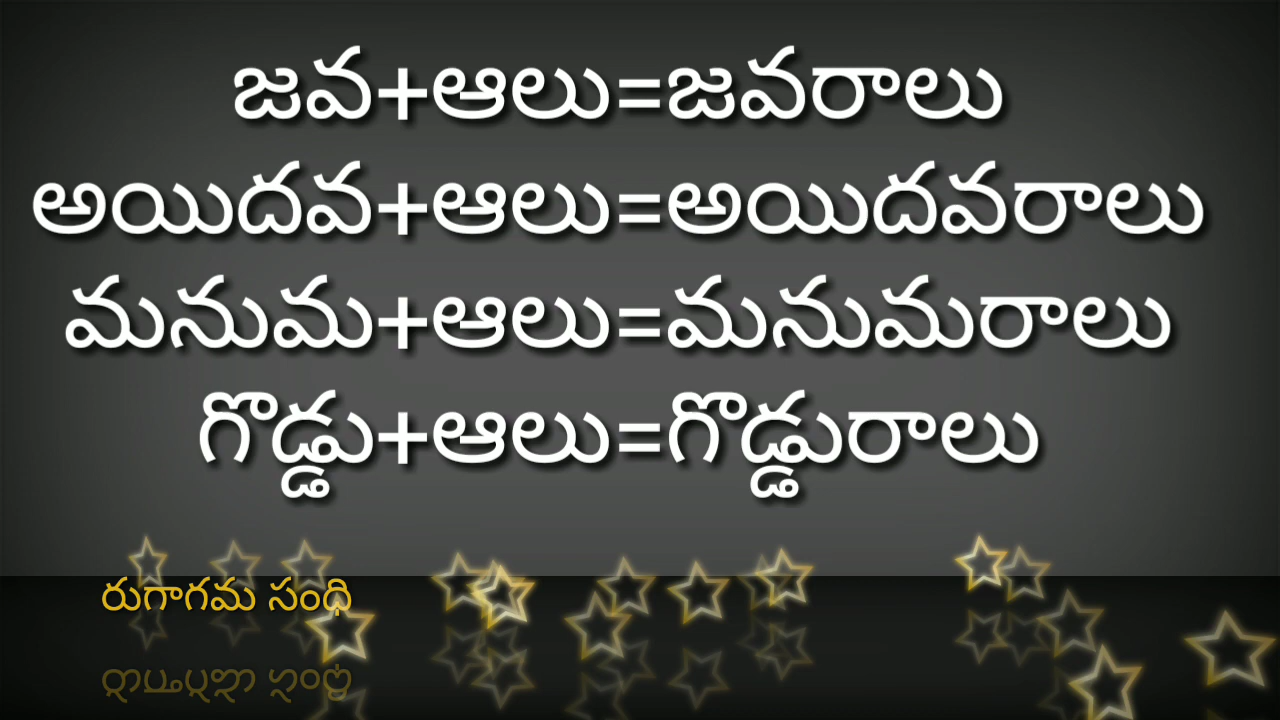 జవ+ఆలు=జవరాలు
అయిదవ+ఆలు=అయిదవరాలు
మనుమ+ఆలు=మనుమరాలు
గొడ్డు+ఆలు=గొడ్డురాలు
రుగాగమ సంధి